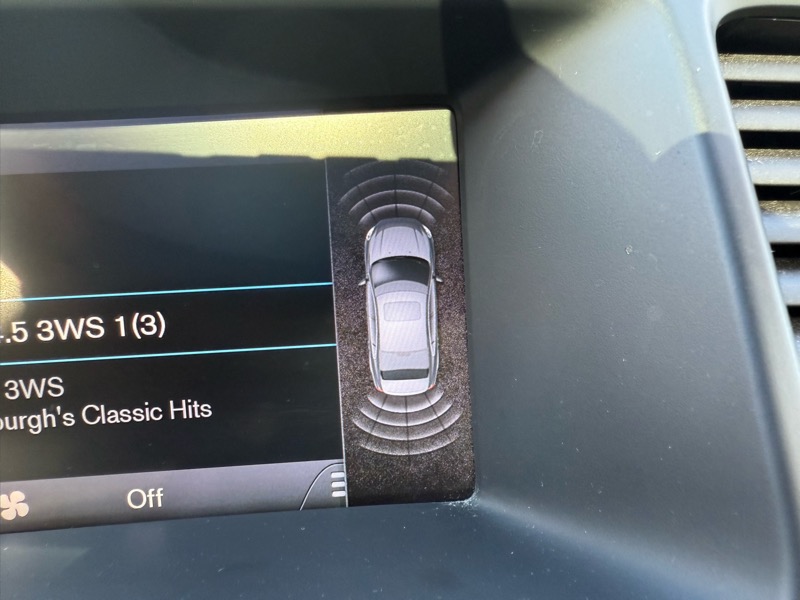 .5 3WS 1(3)
3WS
burgh's Classic Hits
Off